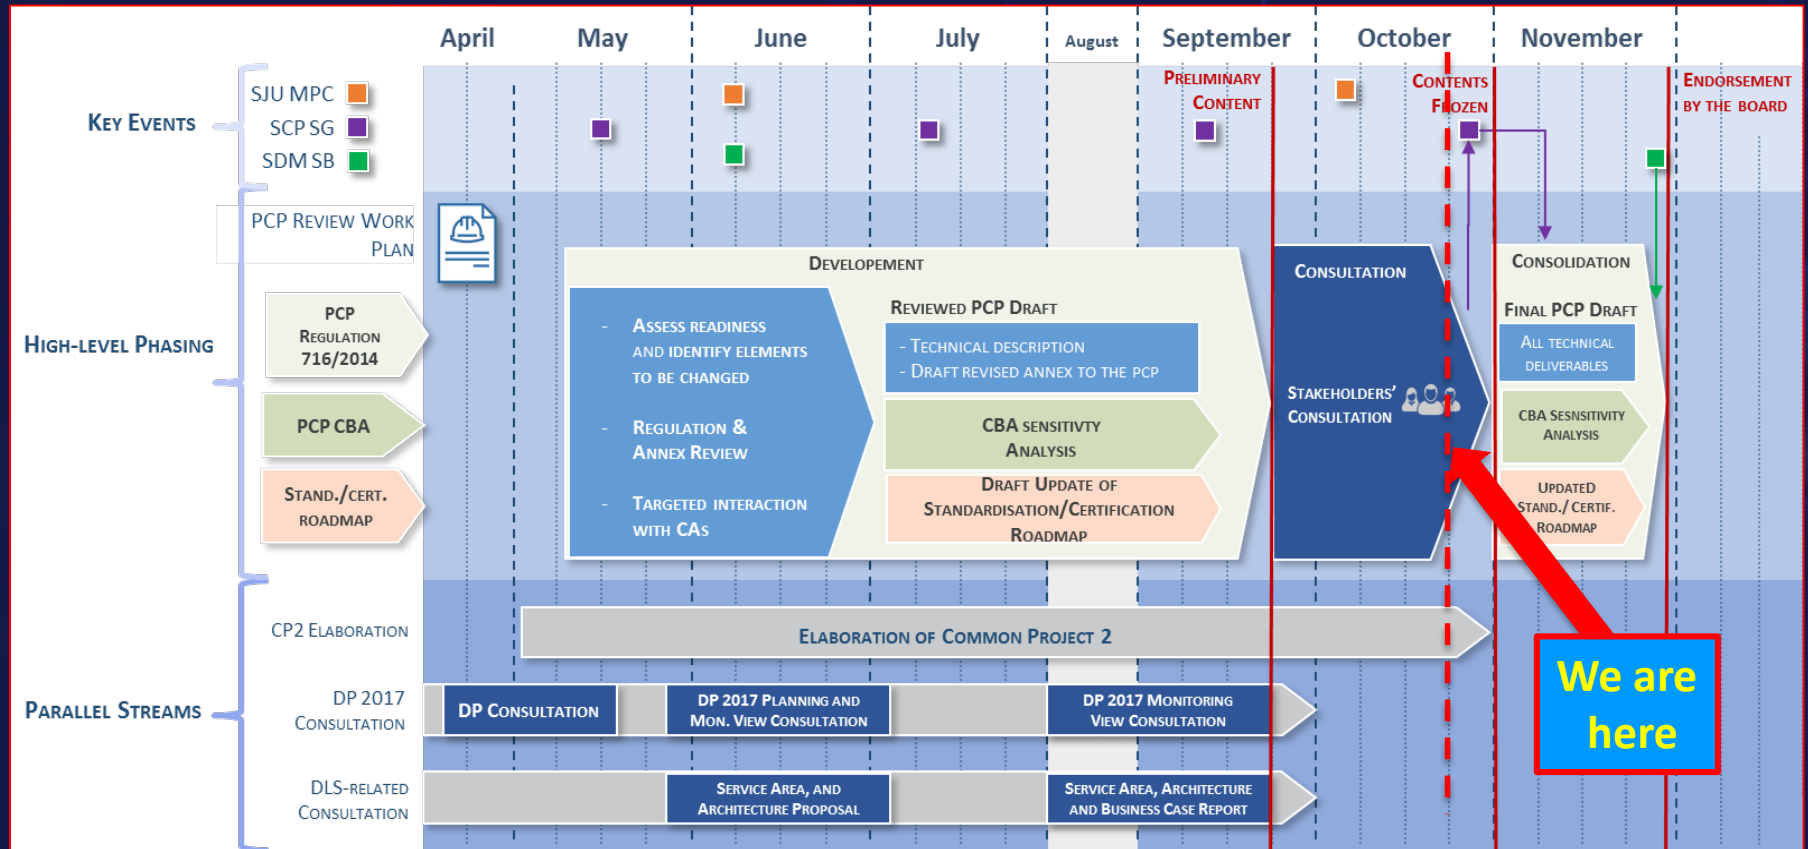 April May June July August September October November
KEY EVENTS
SJU MPC
SCP SG
SDM SB
PRELIMINARY
CONTENT
CONTENTS
FROZEN
ENDORSEMENT
BY THE BOARD
HIGH-LEVEL PHASING
PCP REVIEW WORK
PLAN
PCP
REGULATION
716/2014
PCP CBA
STAND./CERT.
ROADMAP
DEVELOPEMENT
- ASSESS READINESS
AND IDENTIFY ELEMENTS
TO BE CHANGED
- REGULATION &
ANNEX REVIEW
- TARGETED INTERACTION
WITH CAS
REVIEWED PCP DRAFT
- TECHNICAL DESCRIPTION
- DRAFT REVISED ANNEX TO THE PCP
CBA SENSITIVTY
ANALYSIS
DRAFT UPDATE OF
STANDARDISATION/CERTIFICATION
ROADMAP
CONSULTATION
STAKEHOLDERS'
CONSULTATION
CONSOLIDATION
FINAL PCP DRAFT
ALL TECHNICAL
DELIVERABLES
CBA SESNSITIVITY
ANALYSIS
UPDATED
STAND./ CERTIF.
ROADMAP
PARALLEL STREAMS
CP2 ELABORATION
ELABORATION OF COMMON PROJECT 2
DP 2017
CONSULTATION
DP CONSULTATION
DP 2017 PLANNING AND
MON. VIEW CONSULTATION
DP 2017 MONITORING
VIEW CONSULTATION
DLS-RELATED
CONSULTATION
SERVICE AREA, AND
ARCHITECTURE PROPOSAL
SERVICE AREA, ARCHITECTURE
AND BUSINESS CASE REPORT
We are
here